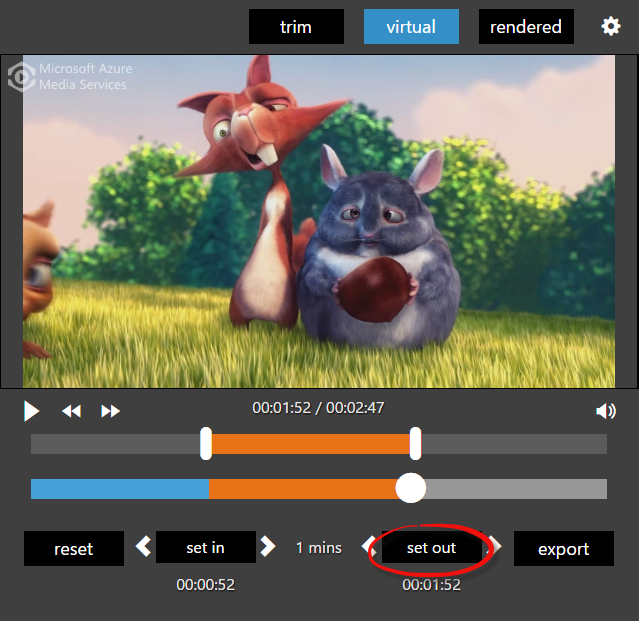 trim
virtual
rendered
Microsoft Azure
Media Services
00:01:52 / 00:02:47
reset
set in
1 mins
set out
export
00:00:52
00:01:52